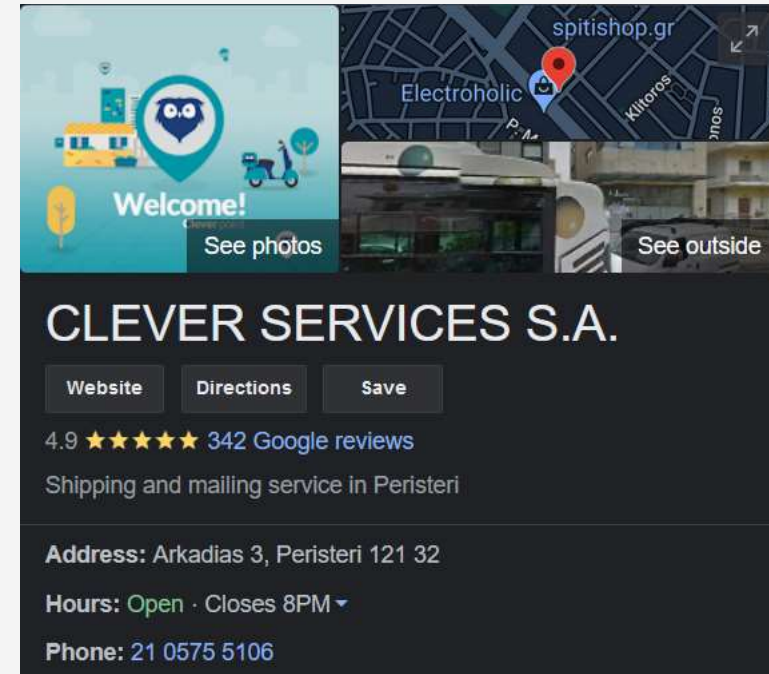 Welcome!
Clever point
See photos
spitishop.gr
Electroholic
Klitoros
See outside
CLEVER SERVICES S.A.
Website Directions Save
4.9 342 Google reviews
Shipping and mailing service in Peristeri
Address: Arkadias 3, Peristeri 121 32
Hours: Open · Closes 8PM
Phone: 21 0575 5106